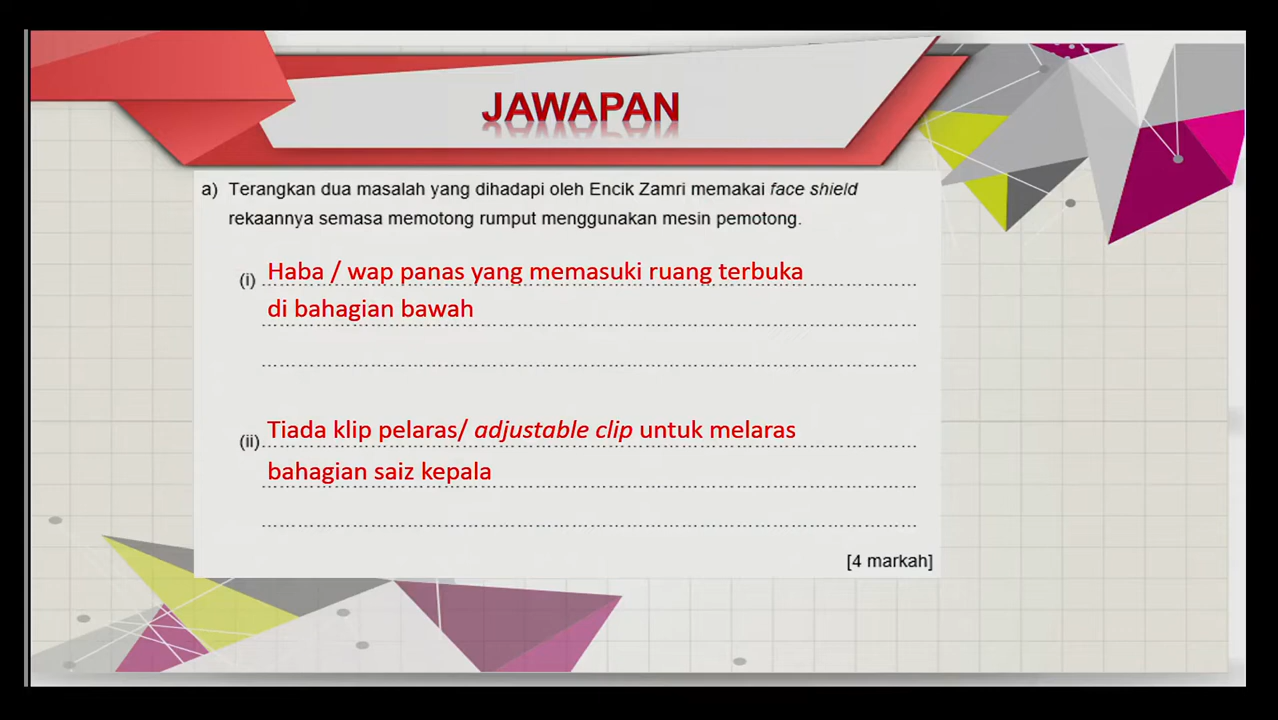 JAWAPAN
a) Terangkan dua masalah yang dihadapi oleh Encik Zamri memakai face shield
rekaannya semasa memotong rumput menggunakan mesin pemotong.
(i) Haba / wap panas yang memasuki ruang terbuka
di bahagian bawah
(ii) Tiada klip pelaras/ adjustable clip untuk melaras
bahagian saiz kepala
[4 markah]